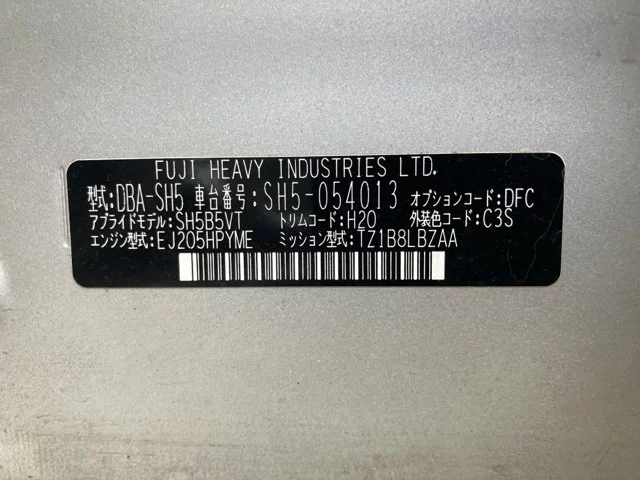 FUJI HEAVY INDUSTRIES LTD.
型式:DBA-SH5 車台番号:SH5-054013 オプションコード:DFC
アプライドモデル:SH5B5VT トリムコード:H20 外装色コード:C3S
エンジン型式:EJ205HPYME ミッション型式:TZ1B8LBZAA